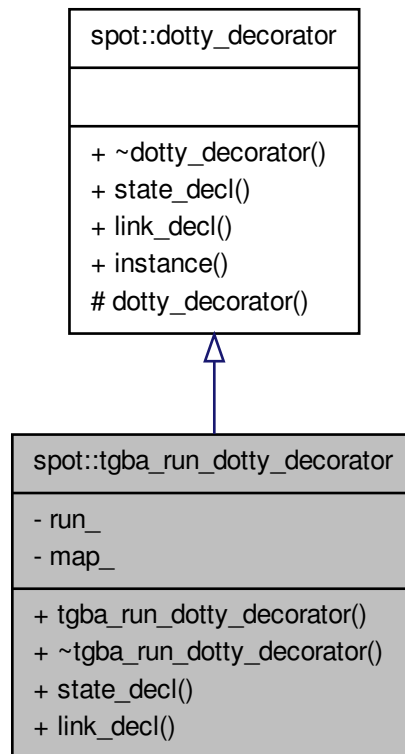 spot::dotty_decorator
+ ~dotty_decorator()
+ state_decl()
+ link_decl()
+ instance()
# dotty_decorator()
spot::tgba_run_dotty_decorator
- run_
- map_
+ tgba_run_dotty_decorator()
+ ~tgba_run_dotty_decorator()
+ state_decl()
+ link_decl()